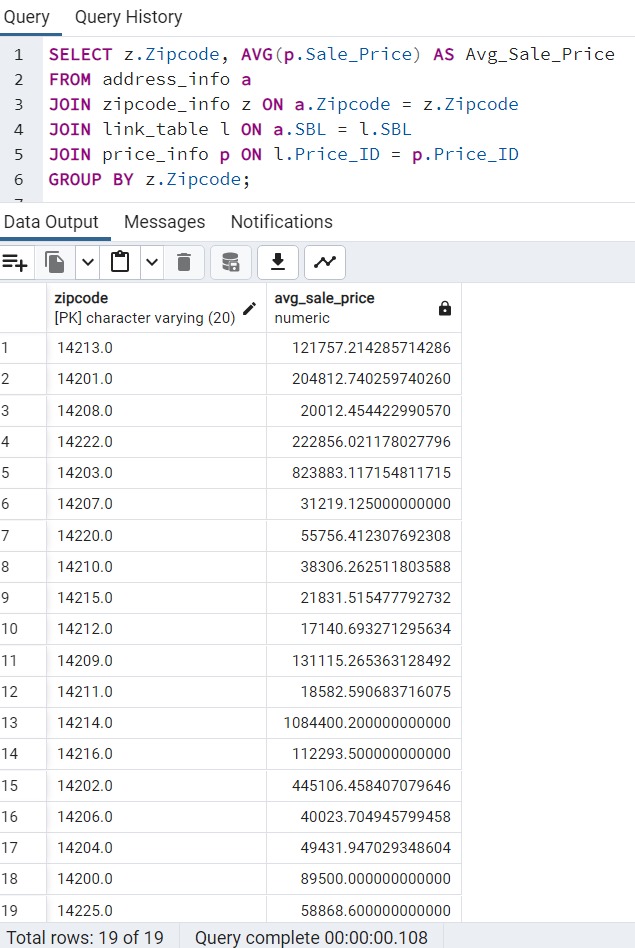 Query Query History
1 SELECT z.Zipcode, AVG(p.Sale_Price) AS Avg_Sale_Price
2 FROM address_info a
3 JOIN zipcode_info z ON a.Zipcode = z.Zipcode
4 JOIN link_table l ON a.SBL = l.SBL
5 JOIN price_info p ON l.Price_ID = p.Price_ID
6 GROUP BY z.Zipcode;
Data Output Messages Notifications
zipcode avg_sale_price
[PK] character varying (20) numeric
1 14213.0 121757.214285714286
2 14201.0 204812.740259740260
3 14208.0 20012.454422990570
4 14222.0 222856.021178027796
5 14203.0 823883.117154811715
6 14207.0 31219.125000000000
7 14220.0 55756.412307692308
8 14210.0 38306.262511803588
9 14215.0 21831.515477792732
10 14212.0 17140.693271295634
11 14209.0 131115.265363128492
12 14211.0 18582.590683716075
13 14214.0 1084400.200000000000
14 14216.0 112293.500000000000
15 14202.0 445106.458407079646
16 14206.0 40023.704945799458
17 14204.0 49431.947029348604
18 14200.0 89500.000000000000
19 14225.0 58868.600000000000
Total rows: 19 of 19 Query complete 00:00:00.108